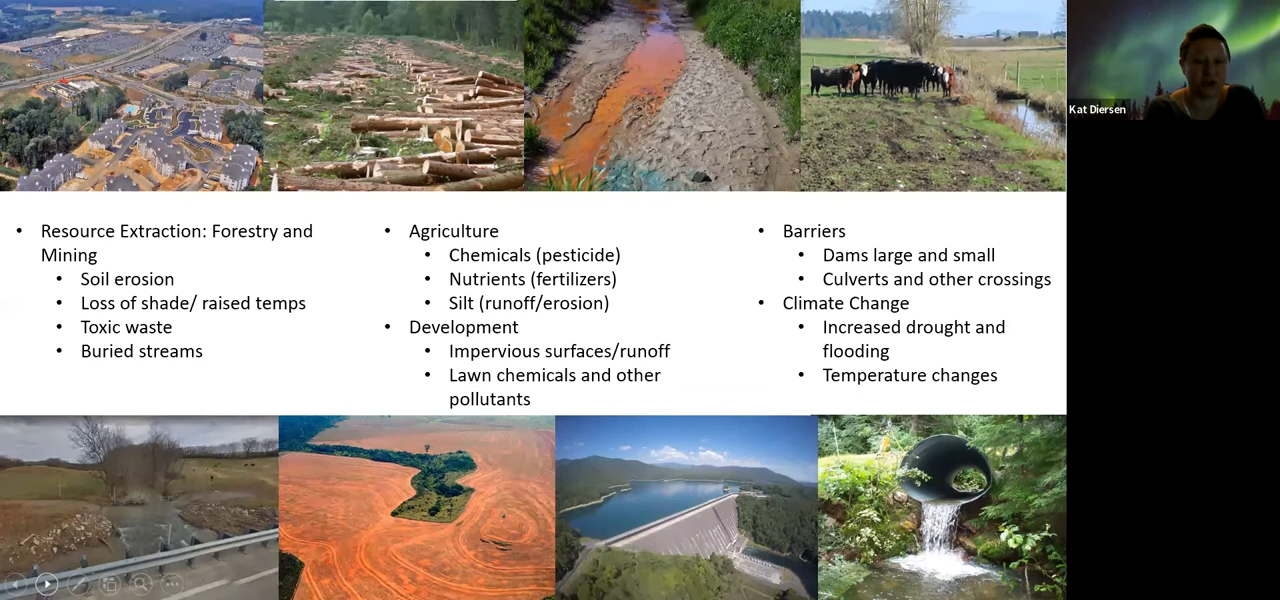 Kat Diersen
• Resource Extraction: Forestry and
Mining
• Soil erosion
• Loss of shade/ raised temps
• Toxic waste
• Buried streams
• Agriculture
• Chemicals (pesticide)
• Nutrients (fertilizers)
• Silt (runoff/erosion)
• Development
• Impervious surfaces/runoff
• Lawn chemicals and other
pollutants
• Barriers
• Dams large and small
• Culverts and other crossings
• Climate Change
• Increased drought and
flooding
• Temperature changes